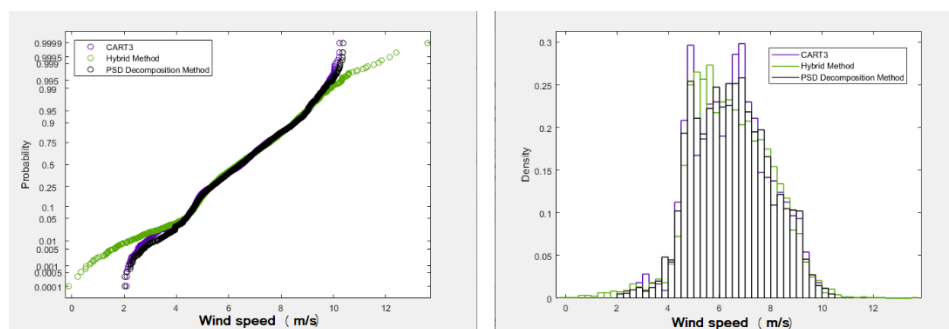 0.9999
0.9995
0.999
0.995
0.99
0.95
0.9
0.75
0.5
0.25
0.1
0.05
0.01
0.005
0.001
0.0005
0.0001
Probability
CART3
Hybrid Method
PSD Decomposition Method
0 2 4 6 8 10 12
Wind speed ( m/s)
0.3
0.25
0.2
0.15
0.1
0.05
0
Density
CART3
Hybrid Method
PSD Decomposition Method
0 2 4 6 8 10 12
Wind speed ( m/s)